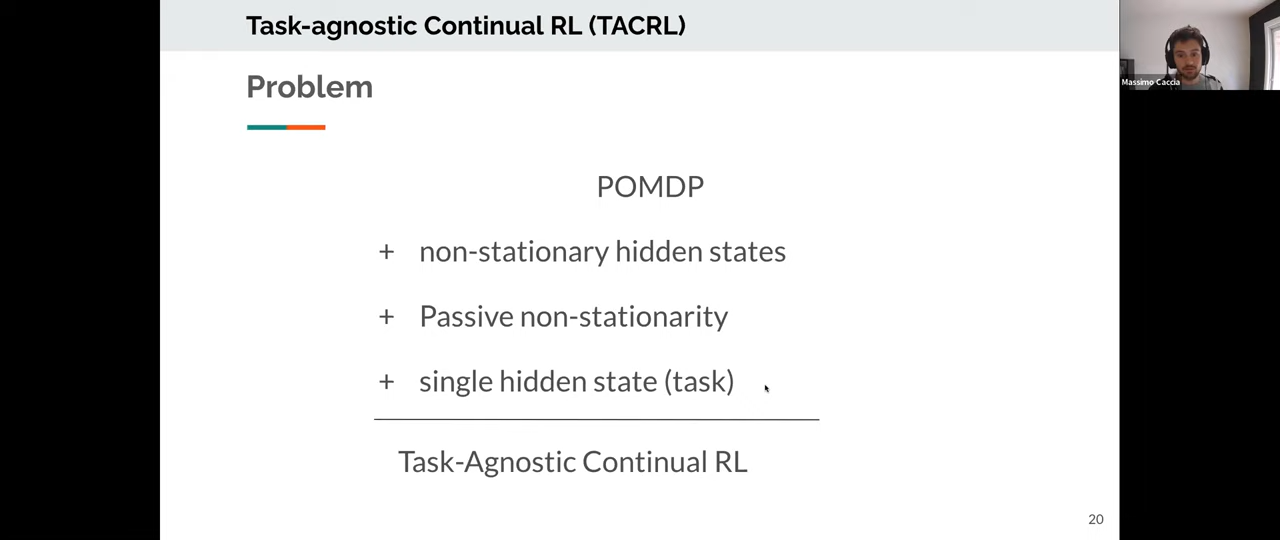 Task-agnostic Continual RL (TACRL)
Massimo Caccia
Problem
POMDP
+ non-stationary hidden states
+ Passive non-stationarity
+ single hidden state (task)
Task-Agnostic Continual RL
20